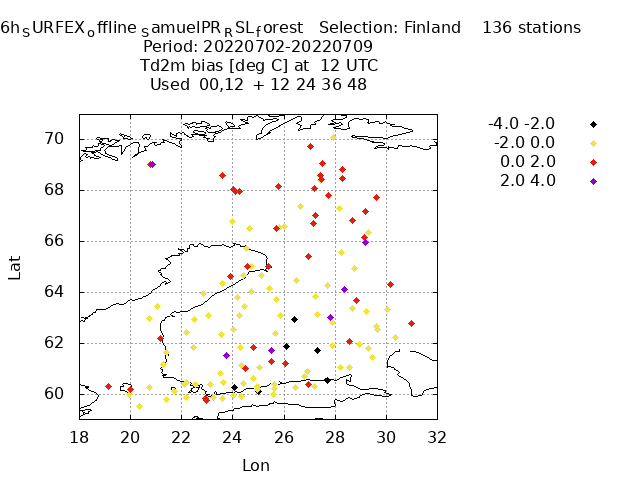 6h_SURFEX_offline_SamuelPR_RSL_forest Selection: Finland 136 stations
Period: 20220702-20220709
Td2m bias [deg C] at 12 UTC
Used 00,12 + 12 24 36 48
-4.0 -2.0
-2.0 0.0
0.0 2.0
2.0 4.0
70
68
66
64
62
60
18 20 22 24 26 28 30 32
Lat
Lon